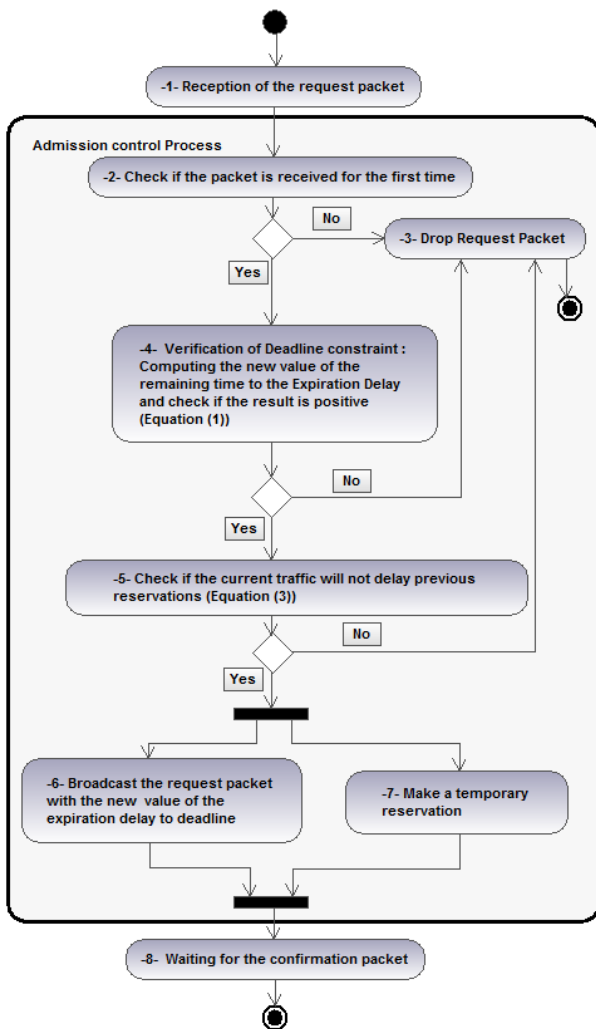 -1- Reception of the request packet
Admission control Process
-2- Check if the packet is received for the first time
No
-3- Drop Request Packet
Yes
-4- Verification of Deadline constraint :
Computing the new value of the
remaining time to the Expiration Delay
and check if the result is positive
(Equation (1))
No
Yes
-5- Check if the current traffic will not delay previous
reservations (Equation (3))
No
Yes
-6- Broadcast the request packet
with the new value of the
expiration delay to deadline
-7- Make a temporary
reservation
-8- Waiting for the confirmation packet